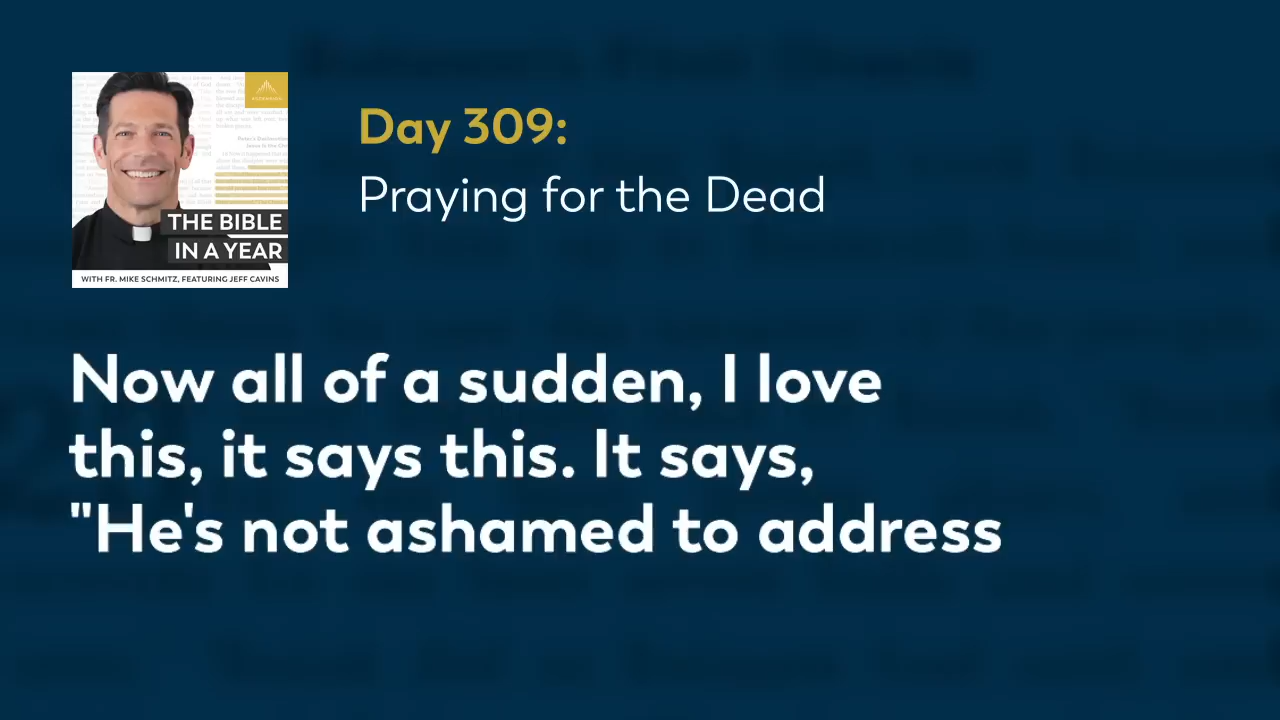 Day 309:
Praying for the Dead
THE BIBLE
IN A YEAR
WITH FR. MIKE SCHMITZ, FEATURING JEFF CAVINS
Now all of a sudden, I love
this, it says this. It says,
"He's not ashamed to address